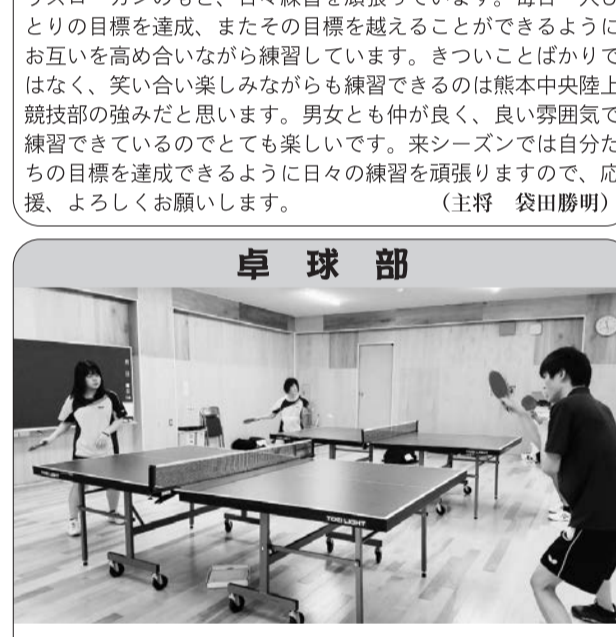 うスローガンのもと、日々練習を頑張っています。毎日一人ひ
とりの目標を達成、またその目標を越えることができるように
お互いを高め合いながら練習しています。きついことばかりで
はなく、笑い合い楽しみながらも練習できるのは熊本中央陸上
競技部の強みだと思います。男女とも仲が良く、良い雰囲気で
練習できているのでとても楽しいです。来シーズンでは自分た
ちの目標を達成できるように日々の練習を頑張りますので、応
援、よろしくお願いします。 （主将　袋田勝明）
卓球部
TOEI LIGHT